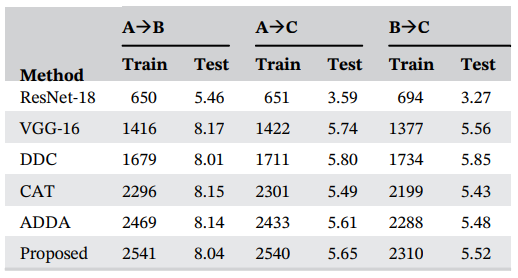 A→B A→C B→C
Method Train Test Train Test Train Test
ResNet-18 650 5.46 651 3.59 694 3.27
VGG-16 1416 8.17 1422 5.74 1377 5.56
DDC 1679 8.01 1711 5.80 1734 5.85
CAT 2296 8.15 2301 5.49 2199 5.43
ADDA 2469 8.14 2433 5.61 2288 5.48
Proposed 2541 8.04 2540 5.65 2310 5.52